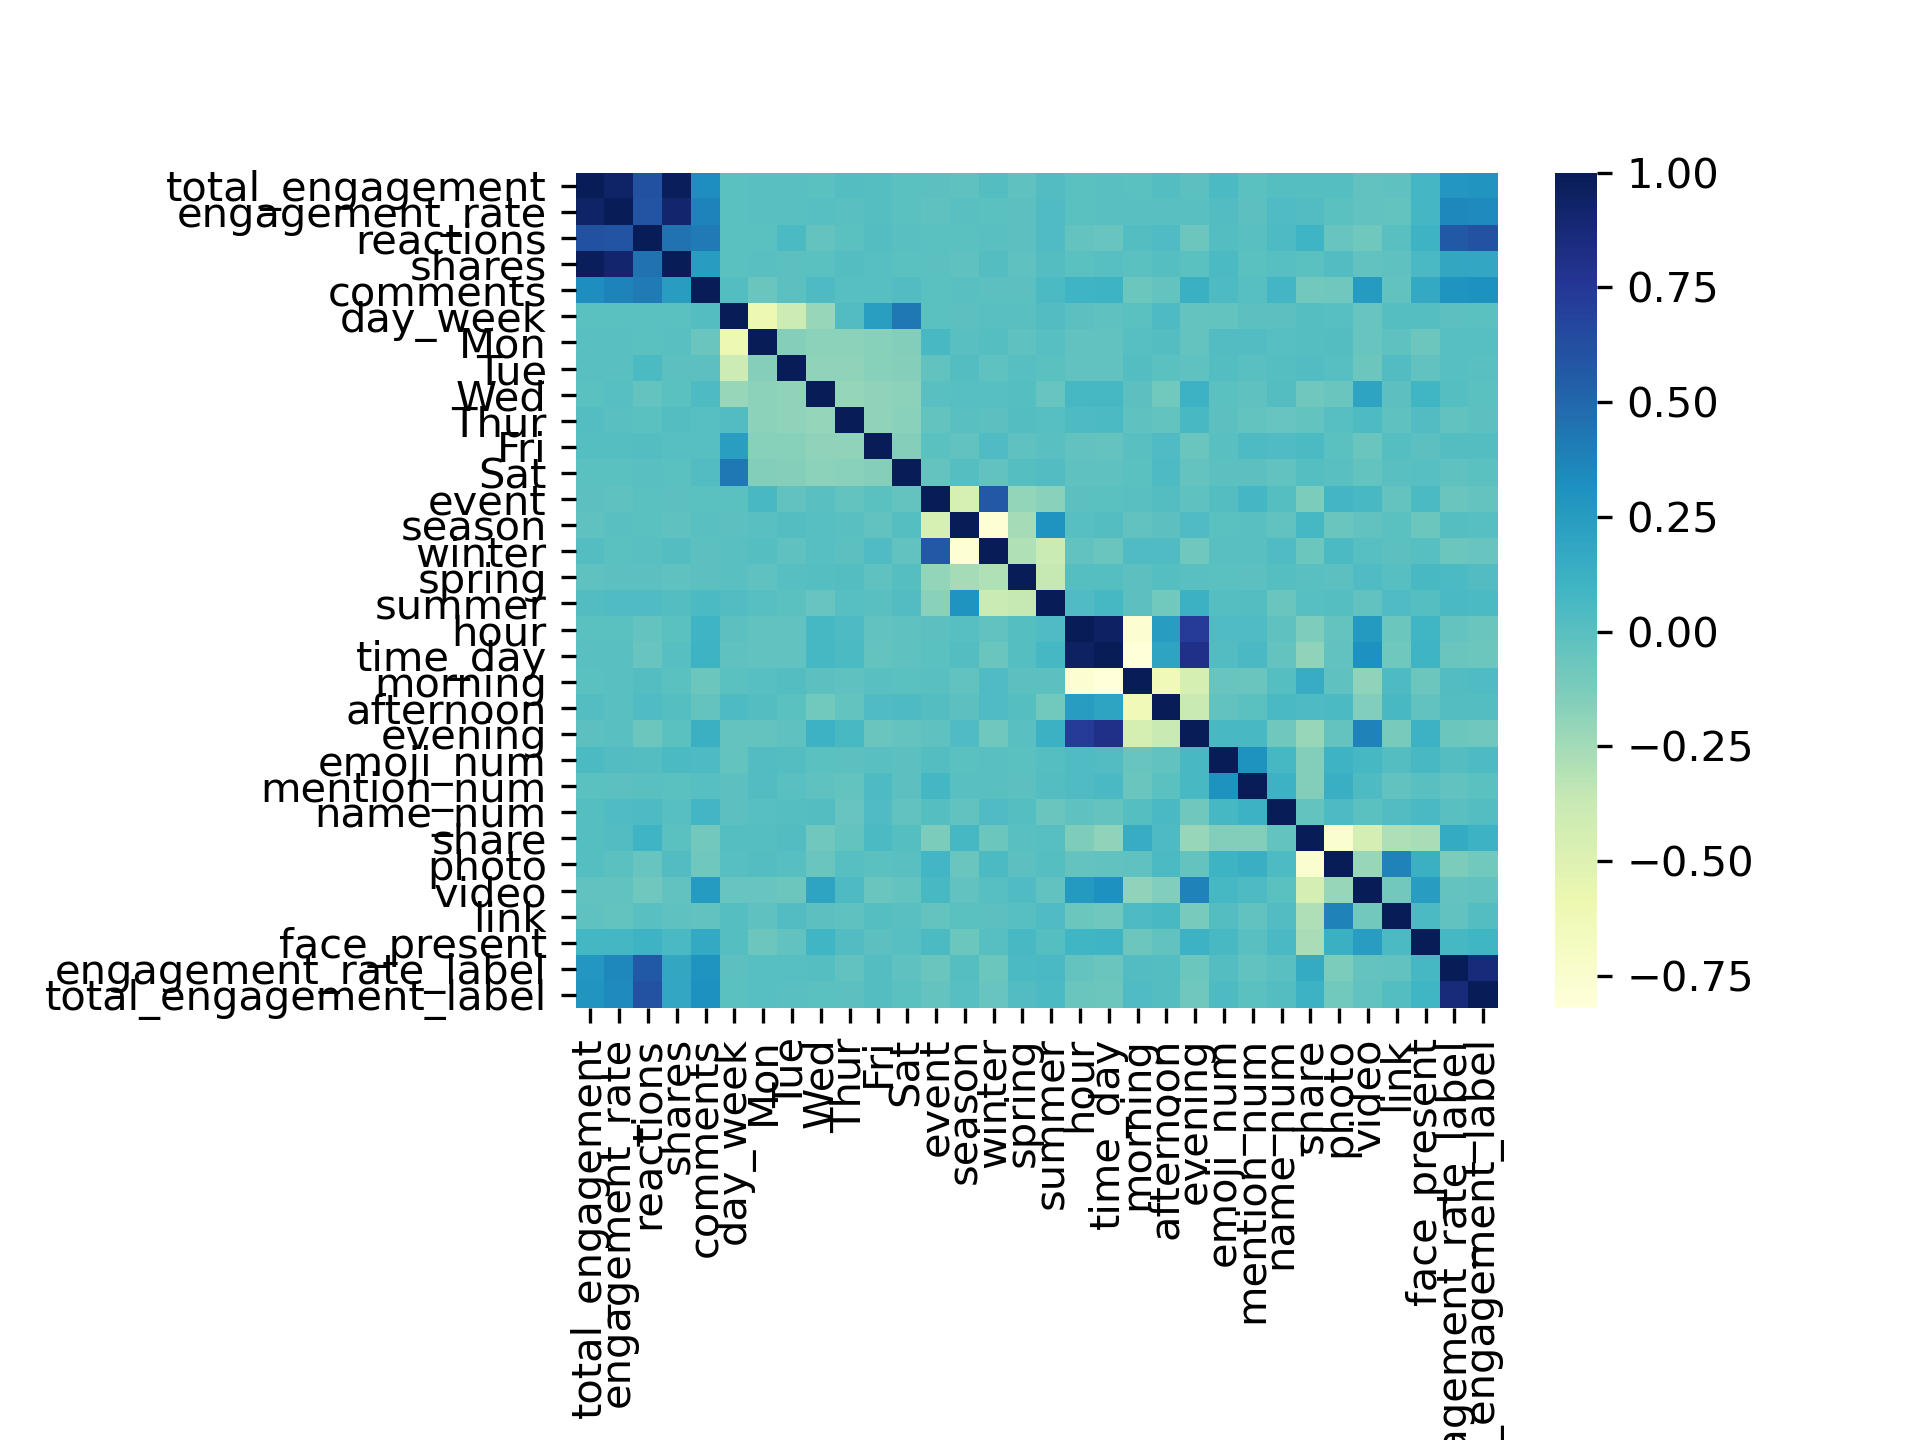 total_engagement
engagement_rate
reactions
shares
comments
day_week
Mon
Tue
Wed
Thur
Fri
Sat
event
season
winter
spring
summer
hour
time_day
morning
afternoon
evening
emoji_num
mention_num
name_num
share
photo
video
link
face_present
engagement_rate_label
total_engagement_label
total_engagement
engagement_rate
reactions
shares
comments
day_week
Mon
Tue
Wed
Thur
Fri
Sat
event
season
winter
spring
summer
hour
time_day
morning
afternoon
evening
emoji_num
mention_num
name_num
share
photo
video
link
face_present
agement_rate_label
_engagement_label
1.00
0.75
0.50
0.25
0.00
−0.25
−0.50
−0.75